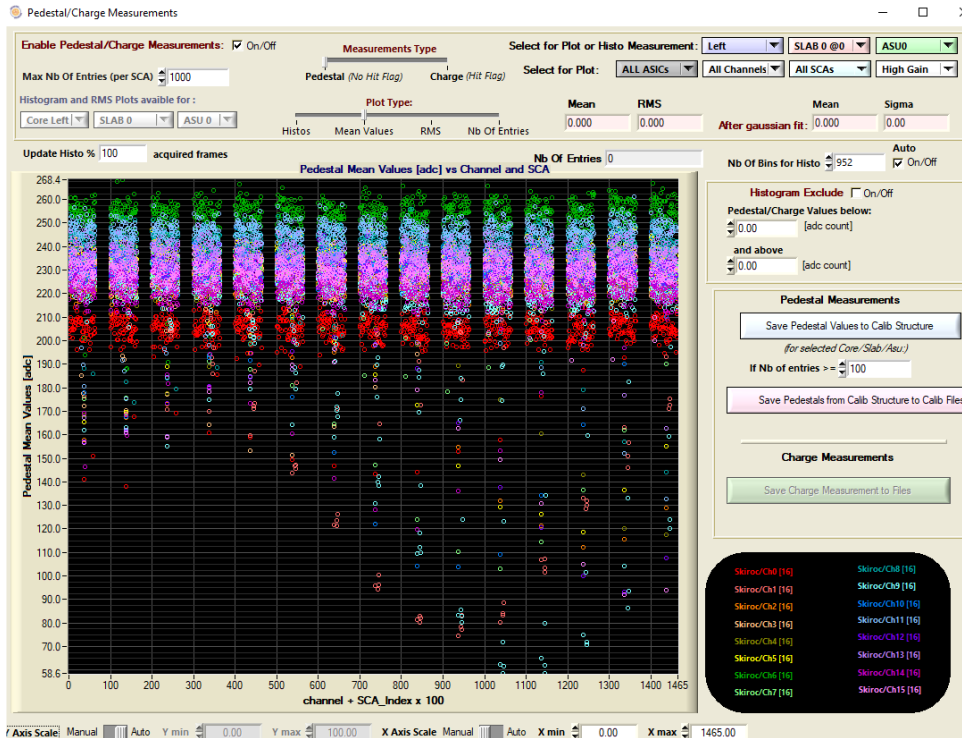 Pedestal/Charge Measurements
Enable Pedestal/Charge Measurements: On/Off
Max Nb Of Entries (per SCA) 1000
Histogram and RMS Plots avaible for :
Core Left SLAB 0 ASU 0
Measurements Type
Pedestal (No Hit Flag) Charge (Hit Flag)
Plot Type:
Histos Mean Values RMS Nb Of Entries
Select for Plot or Histo Measurement: Left SLAB 0 @0 ASU0
Select for Plot: ALL ASICs All Channels All SCAs High Gain
Mean RMS Mean Sigma
0.000 0.000 After gaussian fit: 0.000 0.00
Update Histo % 100 acquired frames
Nb Of Entries 0
Nb Of Bins for Histo 952
Auto
On/Off
Pedestal Mean Values [adc] vs Channel and SCA
Pedestal Mean Values [adc]
268.4
260.0
250.0
240.0
230.0
220.0
210.0
200.0
190.0
180.0
170.0
160.0
150.0
140.0
130.0
120.0
110.0
100.0
90.0
80.0
70.0
58.6
0 100 200 300 400 500 600 700 800 900 1000 1100 1200 1300 1400 1465
channel + SCA_Index x 100
Histogram Exclude On/Off
Pedestal/Charge Values below:
0.00 [adc count]
and above
0.00 [adc count]
Pedestal Measurements
Save Pedestal Values to Calib Structure
(for selected Core/Slab/Asu:)
If Nb of entries >= 100
Save Pedestals from Calib Structure to Calib Files
Charge Measurements
Save Charge Measurement to Files
Skiroc/Ch0 [16] Skiroc/Ch8 [16]
Skiroc/Ch1 [16] Skiroc/Ch9 [16]
Skiroc/Ch2 [16] Skiroc/Ch10 [16]
Skiroc/Ch3 [16] Skiroc/Ch11 [16]
Skiroc/Ch4 [16] Skiroc/Ch12 [16]
Skiroc/Ch5 [16] Skiroc/Ch13 [16]
Skiroc/Ch6 [16] Skiroc/Ch14 [16]
Skiroc/Ch7 [16] Skiroc/Ch15 [16]
Y Axis Scale Manual Auto Y min 0.00 Y max 100.00 X Axis Scale Manual Auto X min 0.00 X max 1465.00